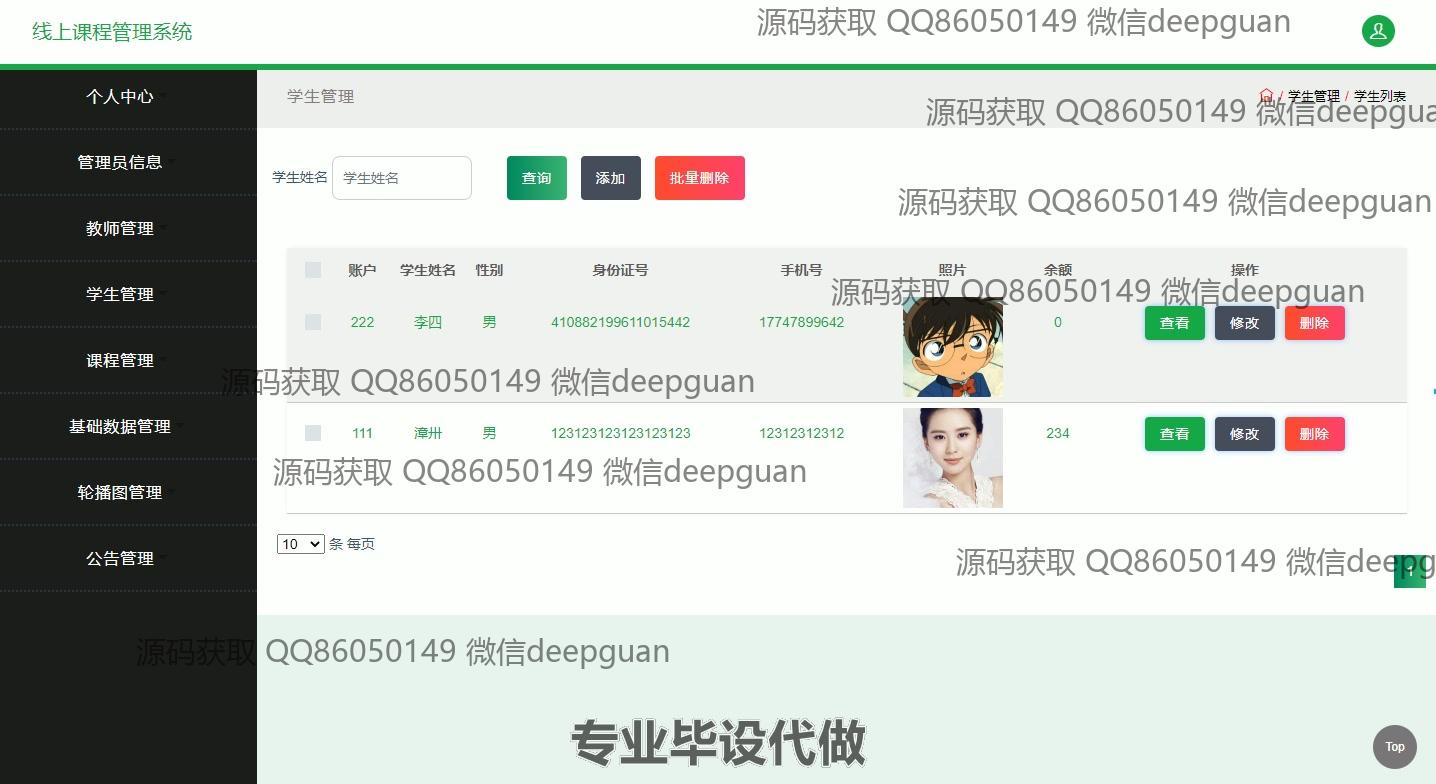 线上课程管理系统
源码获取 QQ86050149 微信deepguan
个人中心
管理员信息
教师管理
学生管理
课程管理
基础数据管理
轮播图管理
公告管理
学生管理
/ 学生管理 / 学生列表
源码获取 QQ86050149 微信deepgua
学生姓名 学生姓名 查询 添加 批量删除
源码获取 QQ86050149 微信deepguan
账户 学生姓名 性别 身份证号 手机号 照片 余额 操作
源码获取 QQ86050149 微信deepguan
222 李四 男 410882199611015442 17747899642 0 查看 修改 删除
源码获取 QQ86050149 微信deepguan
111 漳卅 男 123123123123123123 12312312312 234 查看 修改 删除
源码获取 QQ86050149 微信deepguan
10 条 每页
源码获取 QQ86050149 微信deepg
1
源码获取 QQ86050149 微信deepguan
专业毕设代做
Top